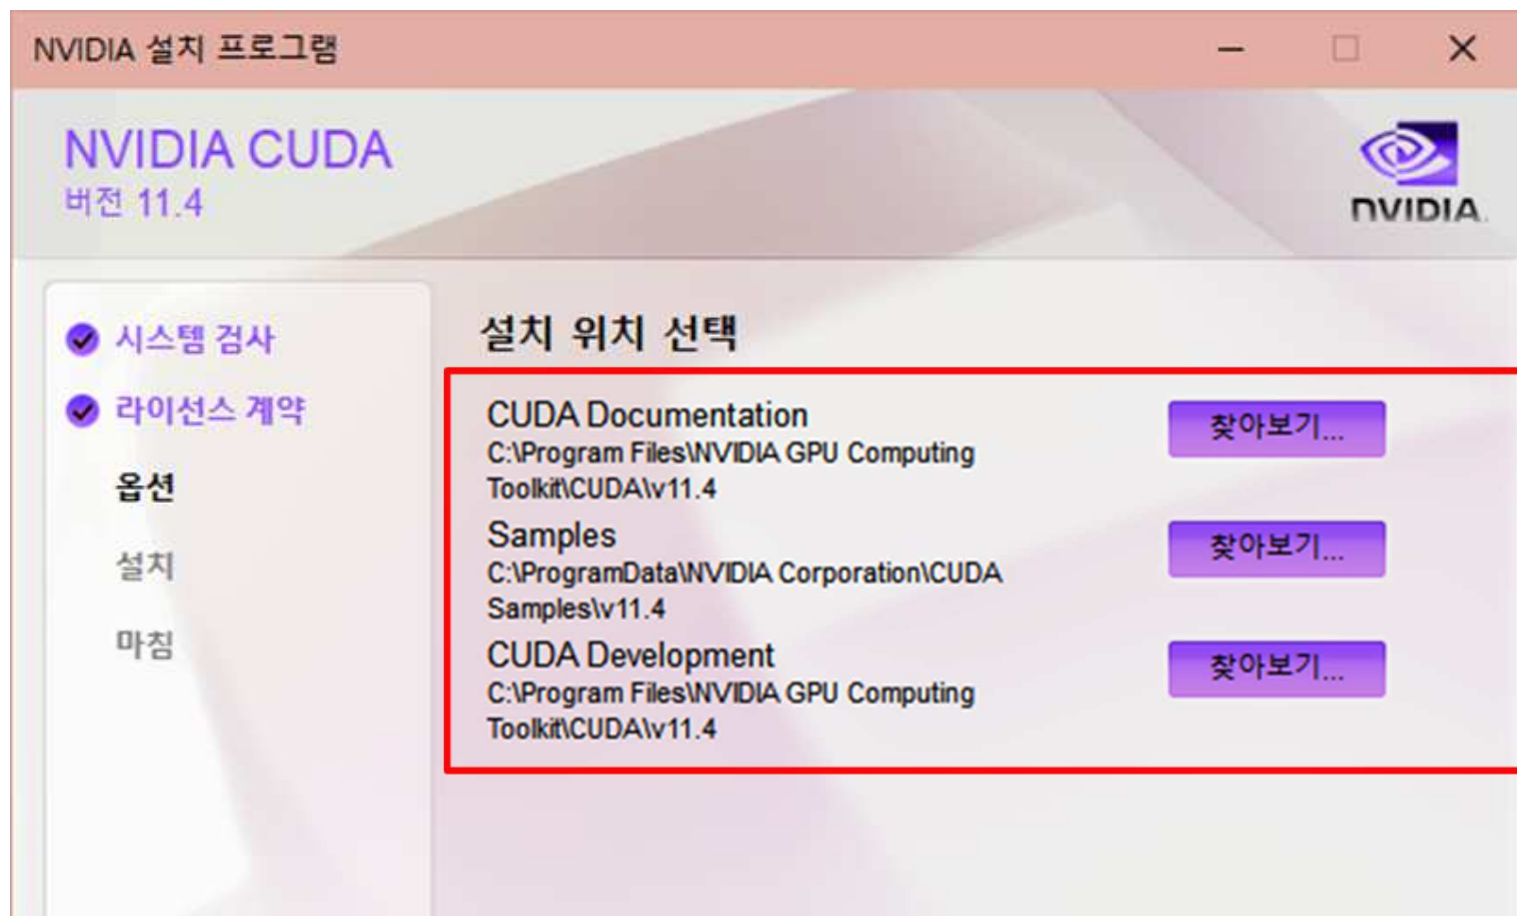 NVIDIA 설치 프로그램
NVIDIA CUDA
버전 11.4
NVIDIA.
시스템 검사
라이선스 계약
옵션
설치
마침
설치 위치 선택
CUDA Documentation
C:\Program Files\NVIDIA GPU Computing
Toolkit\CUDA\v11.4
찾아보기...
Samples
C:\ProgramData\NVIDIA Corporation\CUDA
Samples\v11.4
찾아보기...
CUDA Development
C:\Program Files\NVIDIA GPU Computing
Toolkit\CUDA\v11.4
찾아보기...